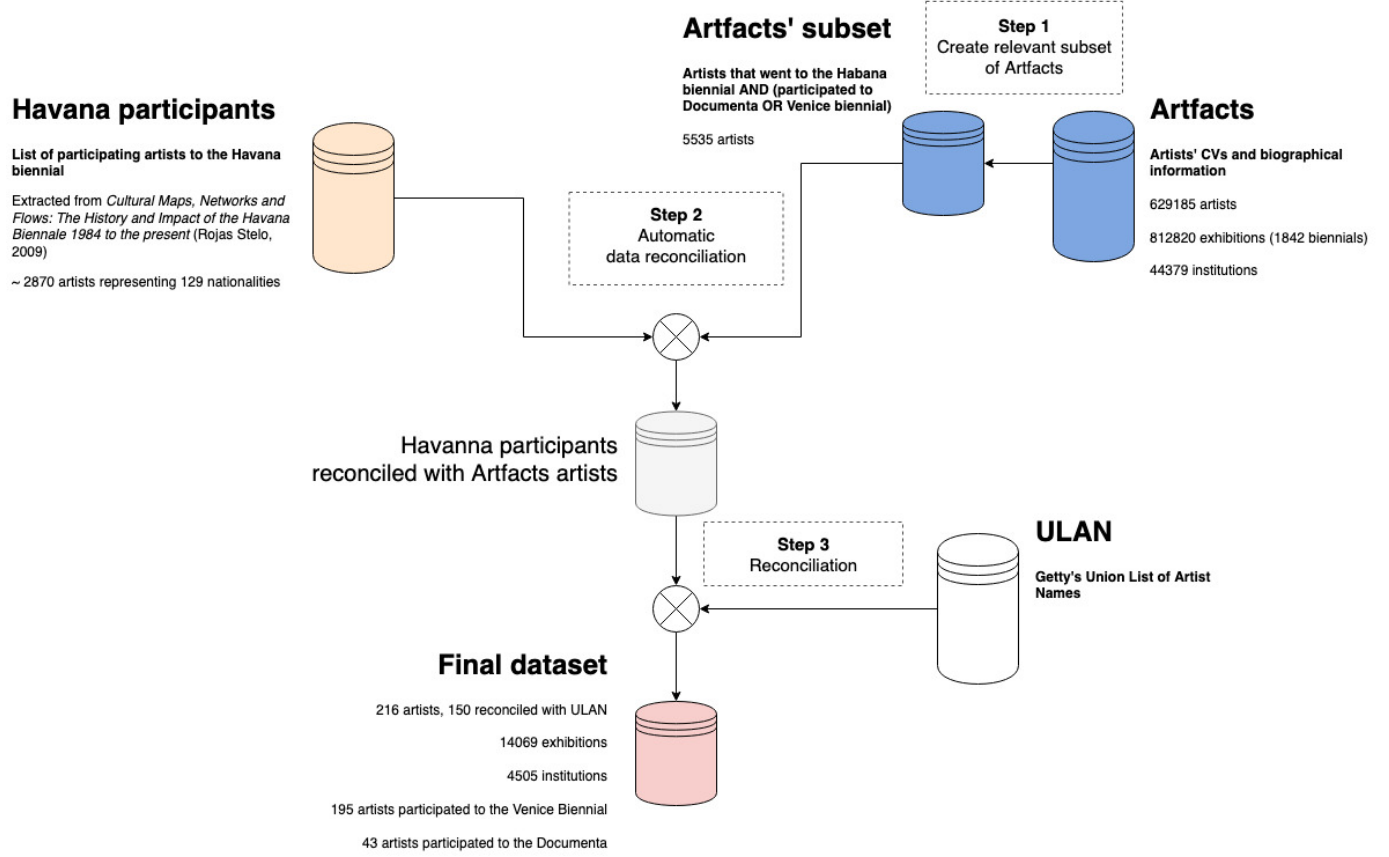 Artfacts' subset
Artists that went to the Habana
biennial AND (participated to
Documenta OR Venice biennial)
5535 artists
Step 1
Create relevant subset
of Artfacts
Havana participants
List of participating artists to the Havana
biennial
Extracted from Cultural Maps, Networks and
Flows: The History and Impact of the Havana
Biennale 1984 to the present (Rojas Stelo,
2009)
~ 2870 artists representing 129 nationalities
Artfacts
Artists' CVs and biographical
information
629185 artists
812820 exhibitions (1842 biennials)
44379 institutions
Step 2
Automatic
data reconciliation
Havanna participants
reconciled with Artfacts artists
Step 3
Reconciliation
ULAN
Getty's Union List of Artist
Names
Final dataset
216 artists, 150 reconciled with ULAN
14069 exhibitions
4505 institutions
195 artists participated to the Venice Biennial
43 artists participated to the Documenta